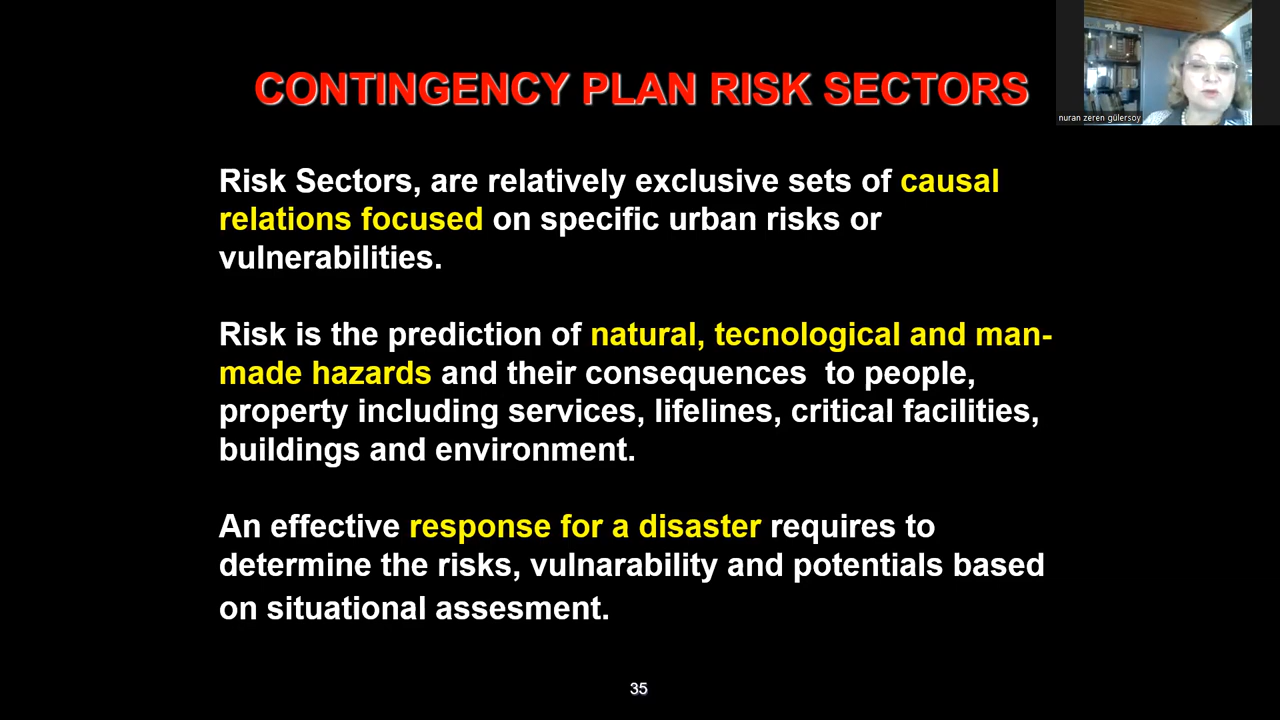 CONTINGENCY PLAN RISK SECTORS
nuran zeren gülersoy
Risk Sectors, are relatively exclusive sets of causal
relations focused on specific urban risks or
vulnerabilities.
Risk is the prediction of natural, tecnological and man-
made hazards and their consequences  to people,
property including services, lifelines, critical facilities,
buildings and environment.
An effective response for a disaster requires to
determine the risks, vulnarability and potentials based
on situational assesment.
35